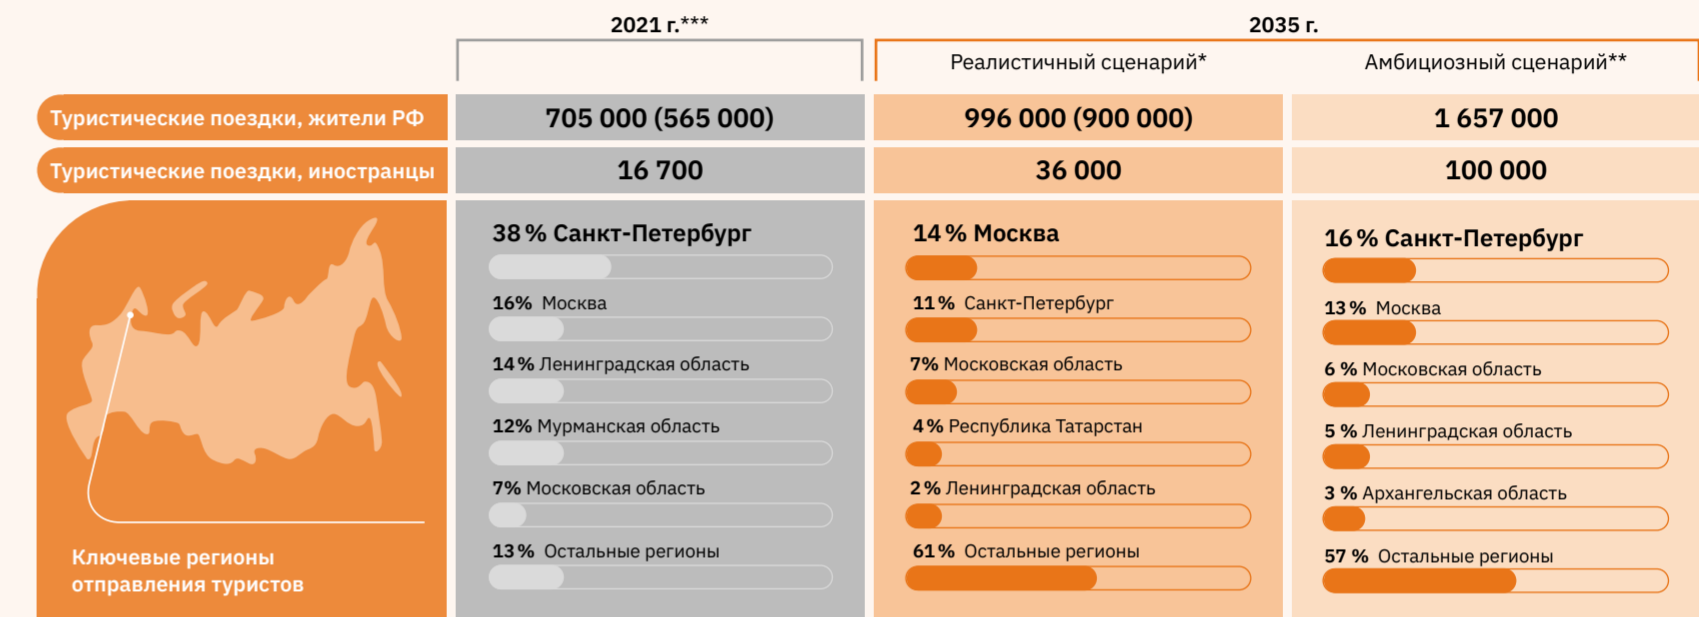 2021 г.***
2035 г.
Реалистичный сценарий*
Амбициозный сценарий**
Туристические поездки, жители РФ
705 000 (565 000)
996 000 (900 000)
1 657 000
Туристические поездки, иностранцы
16 700
36 000
100 000
Ключевые регионы
отправления туристов
38 % Санкт-Петербург
16% Москва
14 % Ленинградская область
12% Мурманская область
7% Московская область
13 % Остальные регионы
14 % Москва
11 % Санкт-Петербург
7% Московская область
4 % Республика Татарстан
2 % Ленинградская область
61 % Остальные регионы
16 % Санкт-Петербург
13 % Москва
6 % Московская область
5 % Ленинградская область
3 % Архангельская область
57 % Остальные регионы